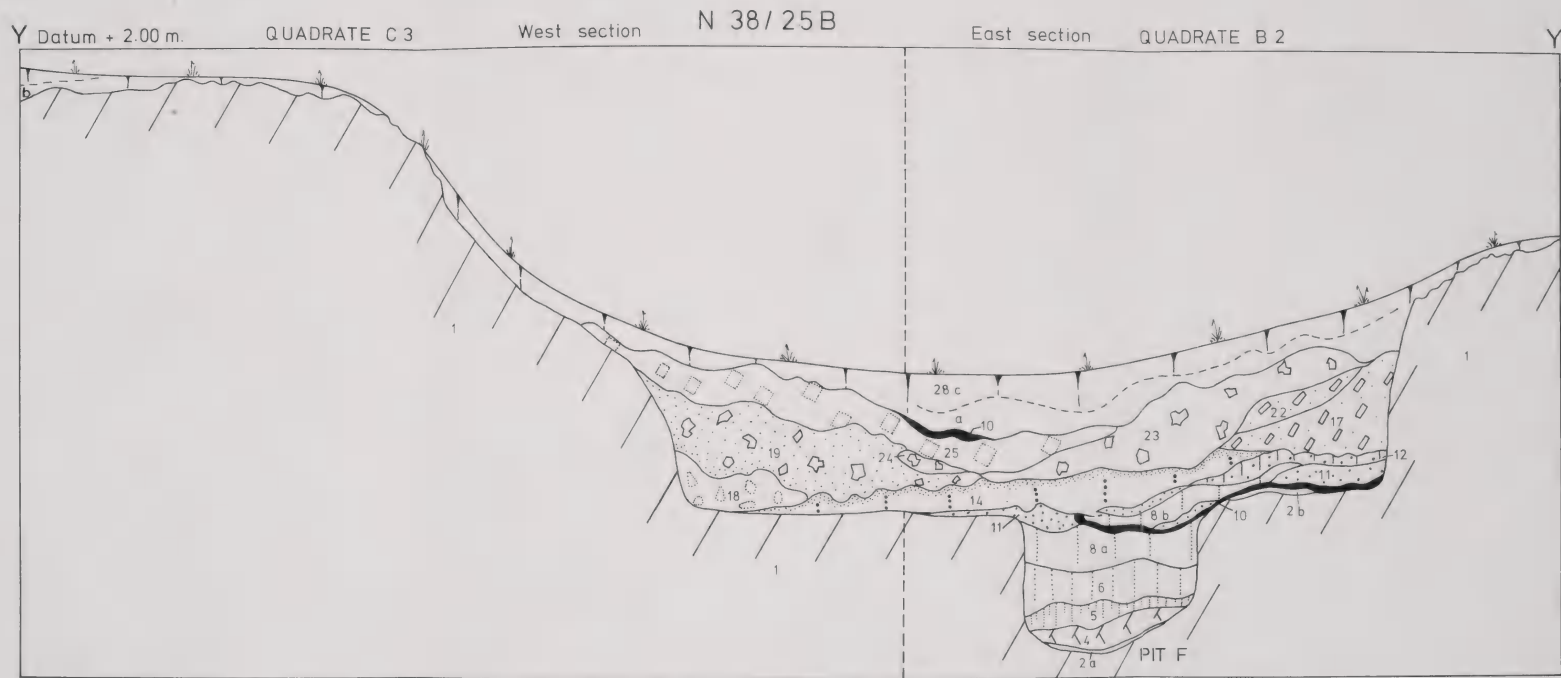 N 38/25B
Y Datum + 2.00 m. QUADRATE C 3 West section East section QUADRATE B 2 Y
b
1
1
28 c
a
10
22
17
23
19
24
25
12
11
18
14
8 b
10
2 b
11
8 a
1
6
5
4
2a
PIT F